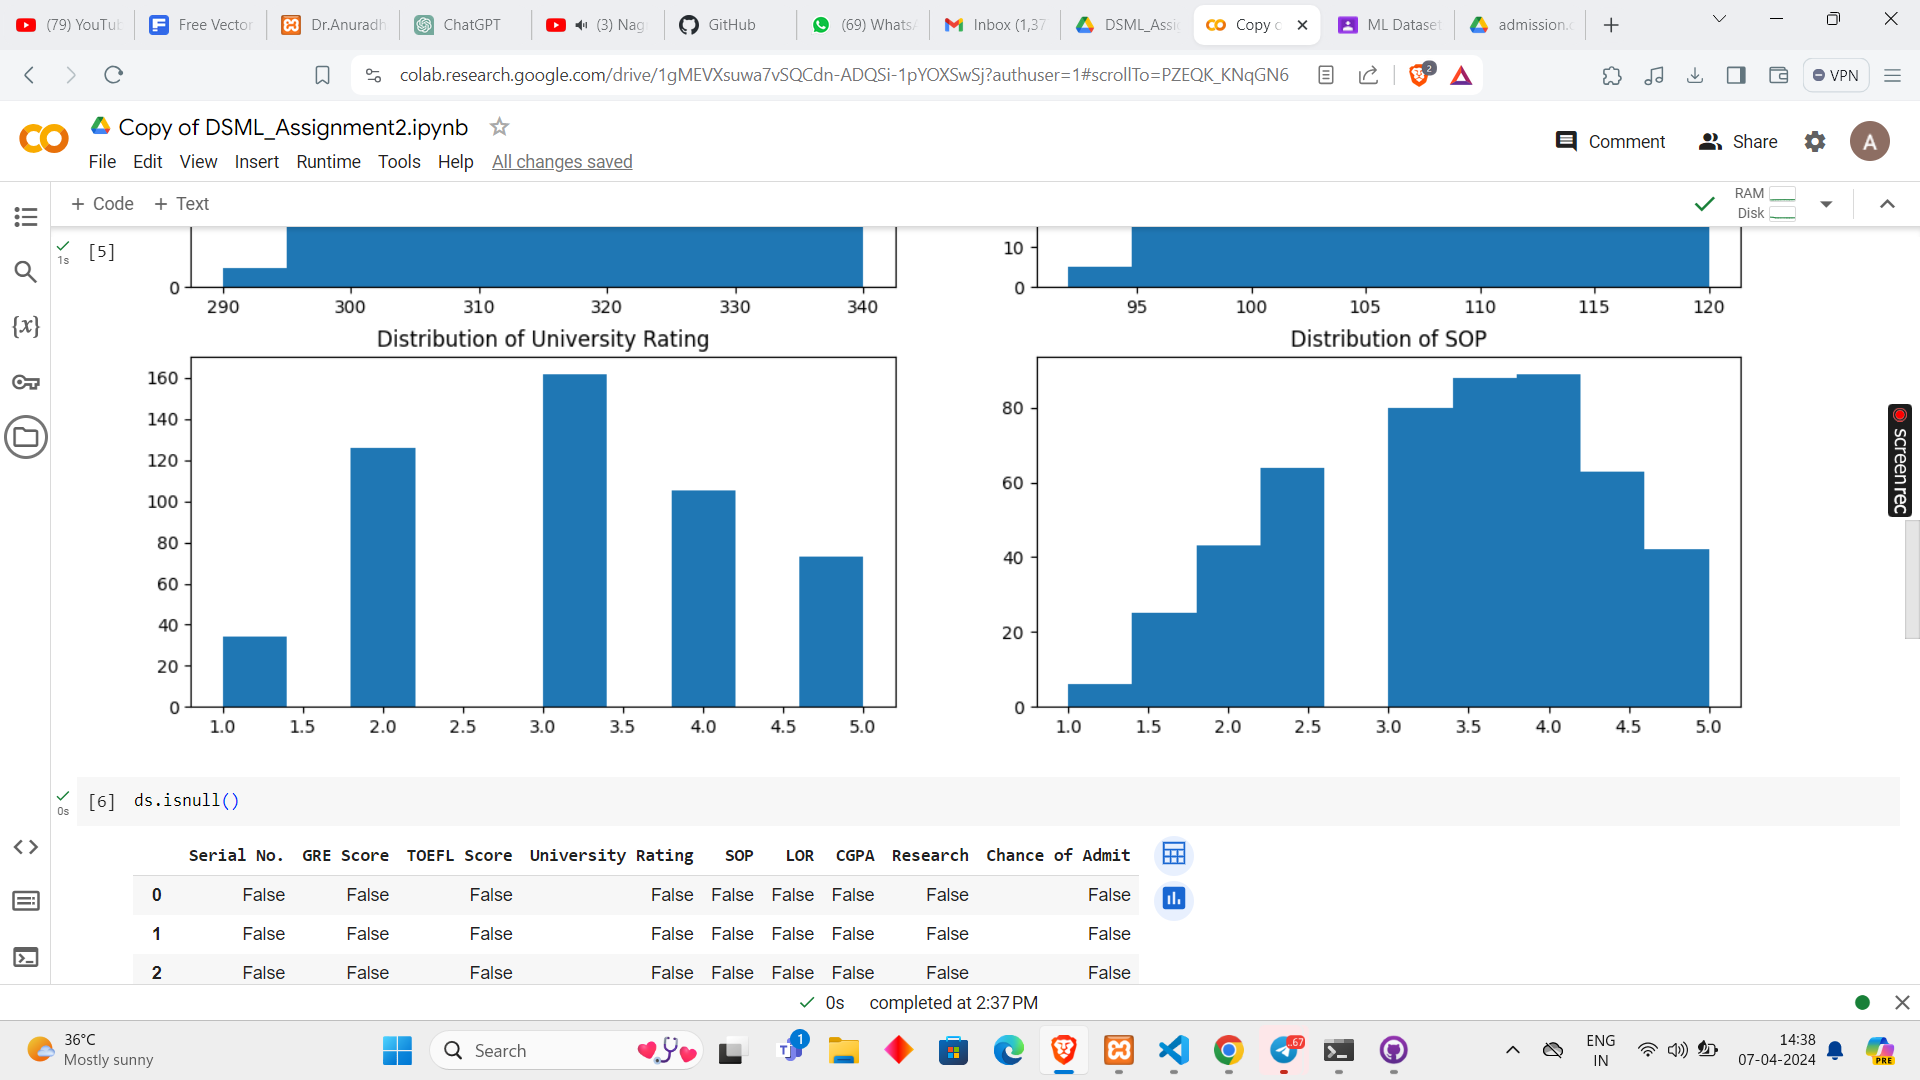 (79) YouTub
Free Vector
Dr.Anuradh
ChatGPT
(3) Nag
GitHub
(69) Whats
Inbox (1,37
DSML_Assig
Copy c
ML Dataset
admission.c
colab.research.google.com/drive/1gMEVXsuwa7vSQCdn-ADQSi-1pYOXSwSj?authuser=1#scrollTo=PZEQK_KNqGN6
2
VPN
Copy of DSML_Assignment2.ipynb
File Edit View Insert Runtime Tools Help All changes saved
Comment
Share
A
+ Code + Text
RAM
Disk
[5]
1s
0
290 300 310 320 330 340
10
0
95 100 105 110 115 120
Distribution of University Rating
160
140
120
100
80
60
40
20
0
1.0 1.5 2.0 2.5 3.0 3.5 4.0 4.5 5.0
Distribution of SOP
80
60
40
20
0
1.0 1.5 2.0 2.5 3.0 3.5 4.0 4.5 5.0
screenrec
{x}
[6] ds.isnull()
0s
Serial No. GRE Score TOEFL Score University Rating SOP LOR CGPA Research Chance of Admit
0 False False False False False False False False False
1 False False False False False False False False False
2 False False False False False False False False False
0s completed at 2:37 PM
36°C
Mostly sunny
Search
1
67
ENG
IN
14:38
07-04-2024
PRE